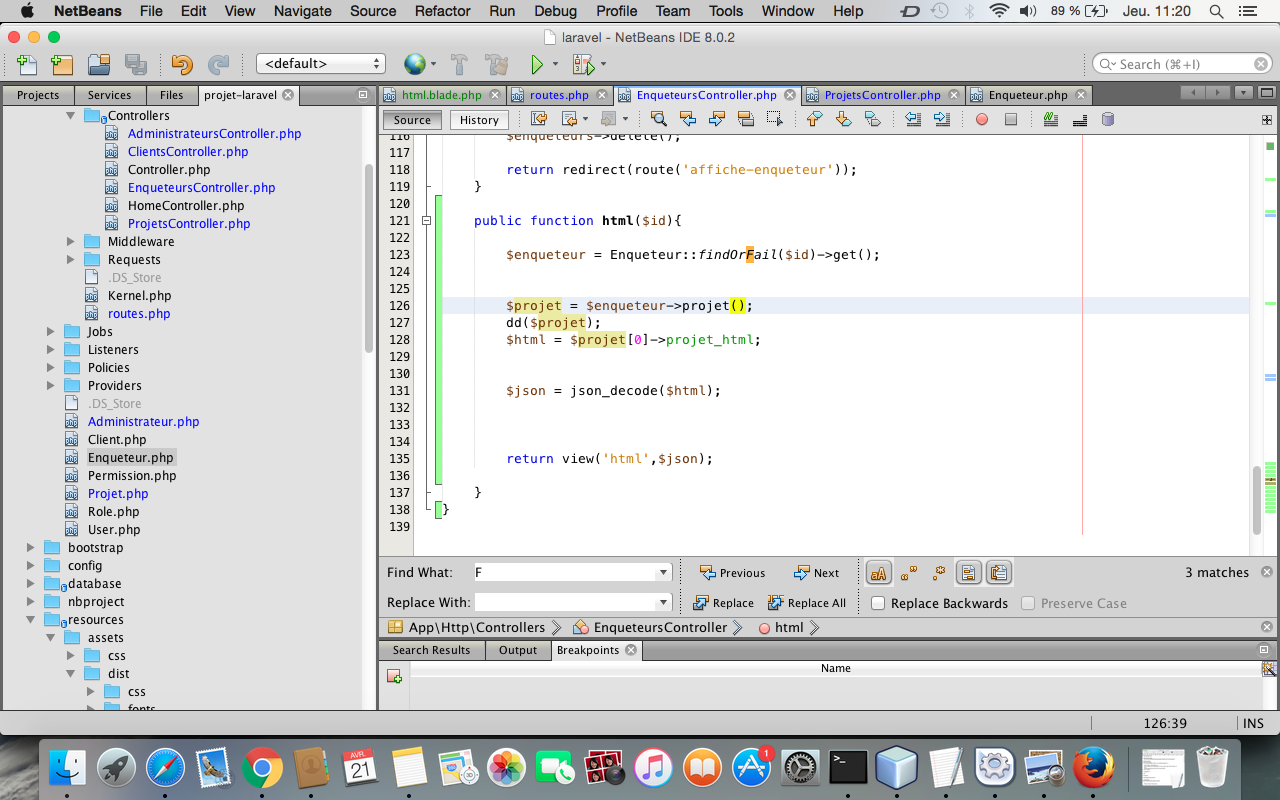 NetBeans File Edit View Navigate Source Refactor Run Debug Profile Team Tools Window Help 89 % Jeu. 11:20
laravel - NetBeans IDE 8.0.2
<default> Search (⌘+I)
Projects Services Files projet-laravel
html.blade.php routes.php EnqueteursController.php ProjetsController.php Enqueteur.php
Source History
Controllers
AdministrateursController.php
ClientsController.php
Controller.php
EnqueteursController.php
HomeController.php
ProjetsController.php
Middleware
Requests
.DS_Store
Kernel.php
routes.php
Jobs
Listeners
Policies
Providers
.DS_Store
Administrateur.php
Client.php
Enqueteur.php
Permission.php
Projet.php
Role.php
User.php
bootstrap
config
database
nbproject
resources
assets
css
dist
css
fonts
116 $enqueteurs->delete();
117
118 return redirect(route('affiche-enqueteur'));
119 }
120
121 public function html($id){
122
123 $enqueteur = Enqueteur::findOrFail($id)->get();
124
125
126 $projet = $enqueteur->projet();
127 dd($projet);
128 $html = $projet[0]->projet_html;
129
130
131 $json = json_decode($html);
132
133
134
135 return view('html',$json);
136
137 }
138 }
139
Find What: F Previous Next 3 matches
Replace With: Replace Replace All Replace Backwards Preserve Case
App\Http\Controllers EnqueteursController html
Search Results Output Breakpoints
Name
126:39 INS
AVR.
21
1